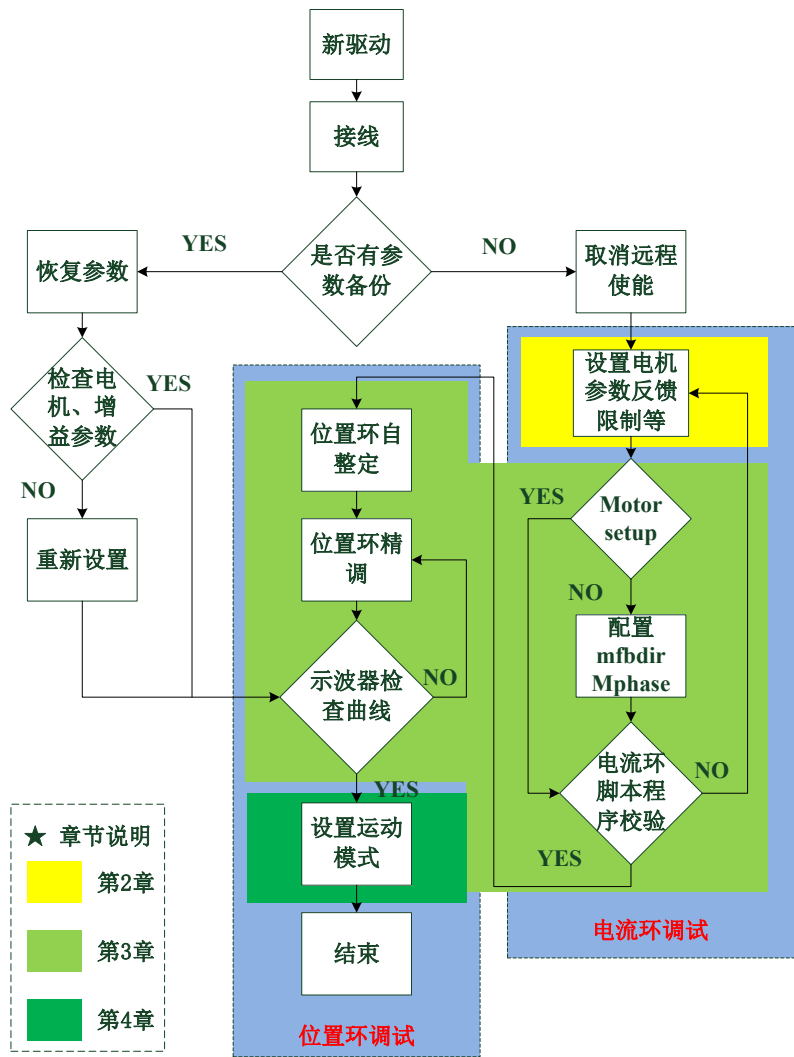 新驱动
接线
是否有参
数备份
YES
NO
恢复参数
取消远程
使能
检查电
机、增
益参数
YES
NO
重新设置
设置电机
参数反馈
限制等
位置环自
整定
YES
Motor
setup
位置环精
调
NO
配置
mfbdir
Mphase
示波器检
查曲线
NO
YES
电流环
脚本程
序校验
NO
YES
设置运动
模式
结束
电流环调试
位置环调试
★ 章节说明
第2章
第3章
第4章